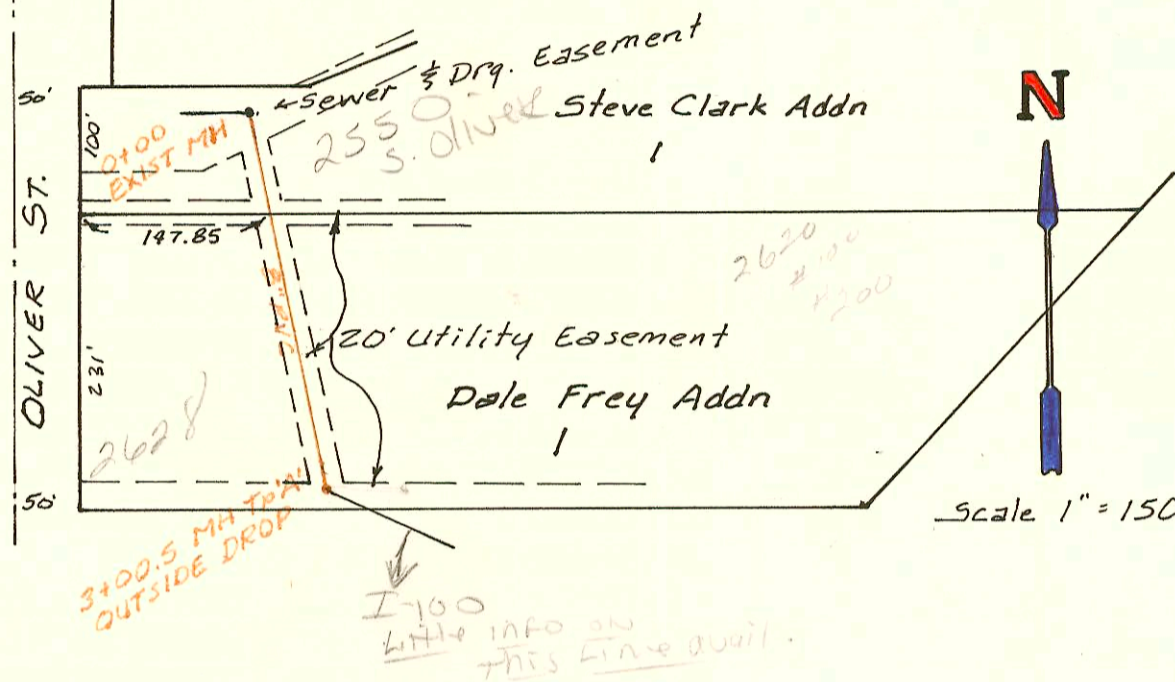 50'
Sewer & Drg. Easement
100'
0+00
EXIST MH
2550
S. Oliver
Steve Clark Addn
1
N
OLIVER ST.
147.85
2620
#100
#200
231'
20' Utility Easement
Dale Frey Addn
1
2628
50'
3+00.5 MH Tp 'A'
OUTSIDE DROP
Scale 1" = 150
I-100
Little INFO ON
this Line avail.